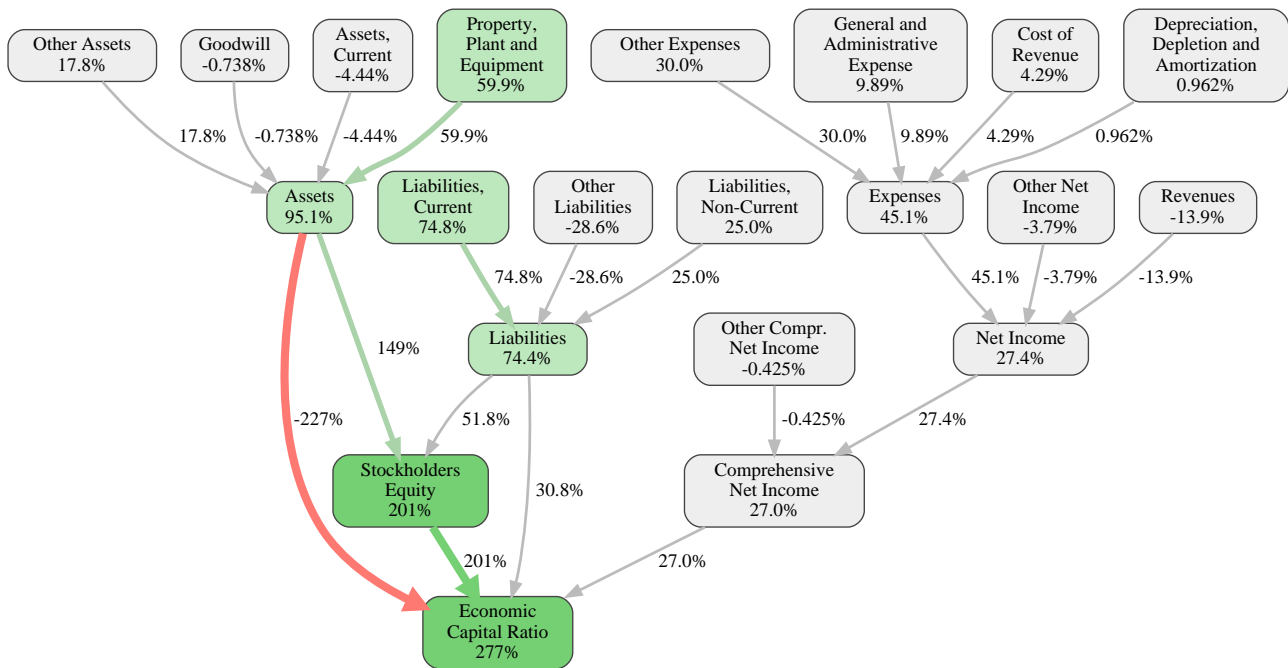 Other Assets
17.8%
Goodwill
-0.738%
Assets,
Current
-4.44%
Property,
Plant and
Equipment
59.9%
Other Expenses
30.0%
General and
Administrative
Expense
9.89%
Cost of
Revenue
4.29%
Depreciation,
Depletion and
Amortization
0.962%
17.8%
-0.738%
-4.44%
59.9%
30.0%
9.89%
4.29%
0.962%
Assets
95.1%
Liabilities,
Current
74.8%
Other
Liabilities
-28.6%
Liabilities,
Non-Current
25.0%
Expenses
45.1%
Other Net
Income
-3.79%
Revenues
-13.9%
74.8%
-28.6%
25.0%
45.1%
-3.79%
-13.9%
149%
Liabilities
74.4%
Other Compr.
Net Income
-0.425%
Net Income
27.4%
-227%
51.8%
-0.425%
27.4%
Stockholders
Equity
201%
30.8%
Comprehensive
Net Income
27.0%
201%
27.0%
Economic
Capital Ratio
277%